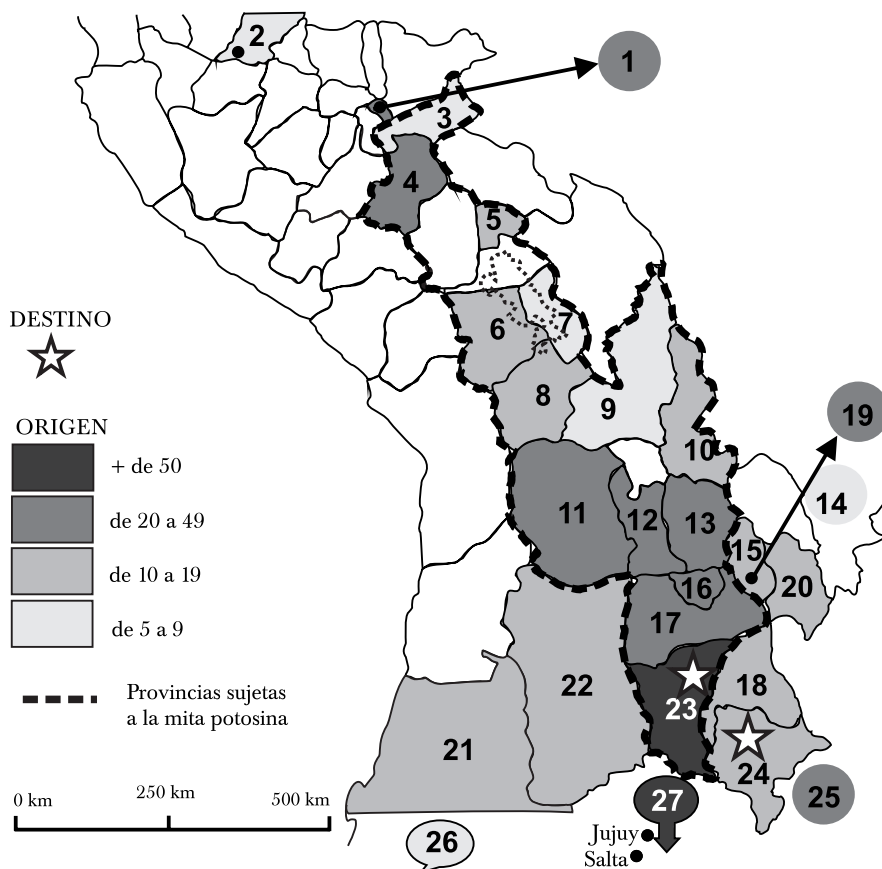 2
1
3
4
5
6
7
8
9
10
DESTINO
ORIGEN
+ de 50
de 20 a 49
de 10 a 19
de 5 a 9
Provincias sujetas
a la mita potosina
0 km
250 km
500 km
11
12
13
14
15
16
17
18
19
20
21
22
23
24
25
26
27
Jujuy
Salta